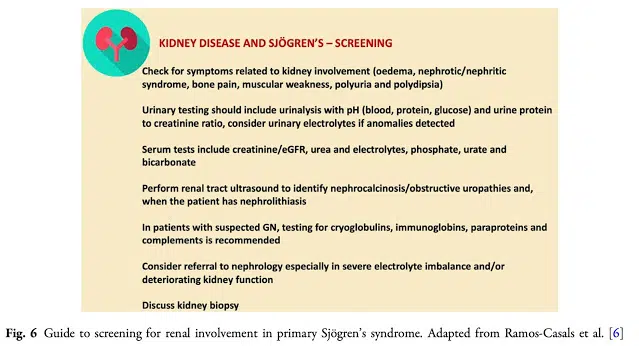 KIDNEY DISEASE AND SJÖGREN'S – SCREENING
Check for symptoms related to kidney involvement (oedema, nephrotic/nephritic
syndrome, bone pain, muscular weakness, polyuria and polydipsia)
Urinary testing should include urinalysis with pH (blood, protein, glucose) and urine protein
to creatinine ratio, consider urinary electrolytes if anomalies detected
Serum tests include creatinine/eGFR, urea and electrolytes, phosphate, urate and
bicarbonate
Perform renal tract ultrasound to identify nephrocalcinosis/obstructive uropathies and,
when the patient has nephrolithiasis
In patients with suspected GN, testing for cryoglobulins, immunoglobins, paraproteins and
complements is recommended
Consider referral to nephrology especially in severe electrolyte imbalance and/or
deteriorating kidney function
Discuss kidney biopsy
Fig. 6 Guide to screening for renal involvement in primary Sjögren's syndrome. Adapted from Ramos-Casals et al. [6]